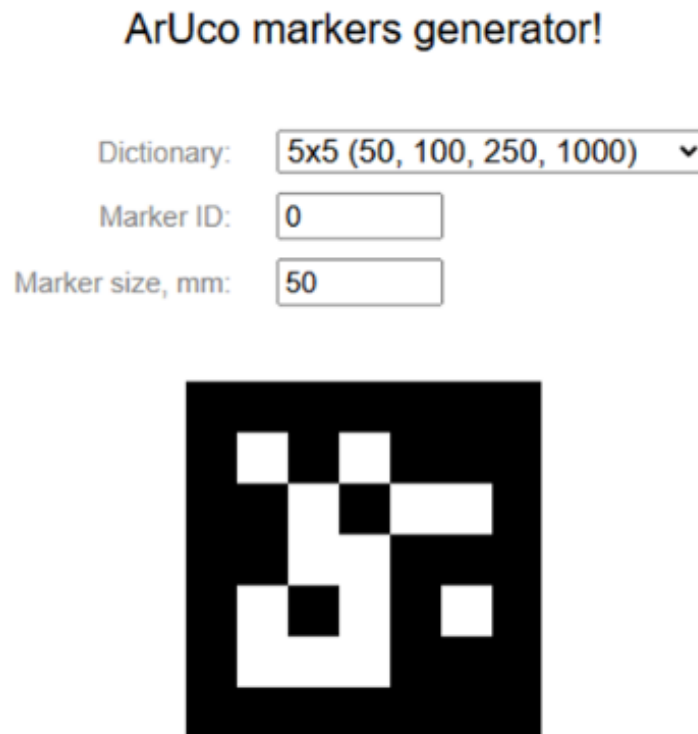 ArUco markers generator!
Dictionary: 5x5 (50, 100, 250, 1000)
Marker ID: 0
Marker size, mm: 50